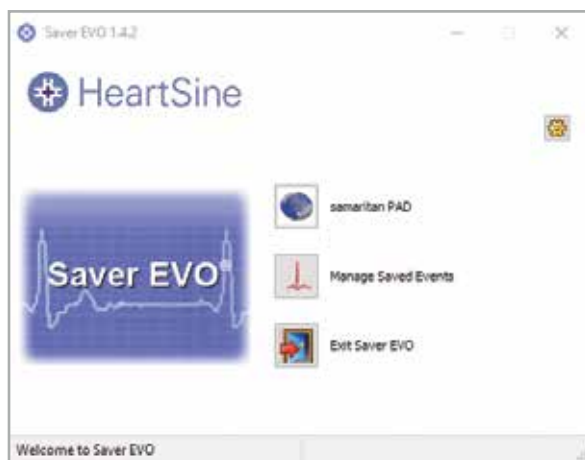 Saver EVO 1.4.2
HeartSine
Saver EVO®
samaritan PAD
Manage Saved Events
Exit Saver EVO
Welcome to Saver EVO